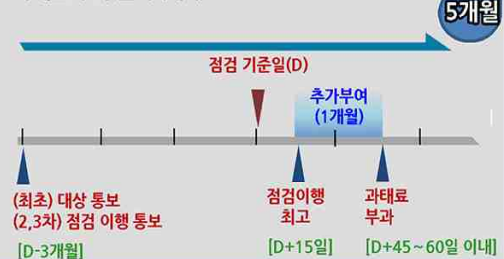 5개월
점검 기준일(D)
추가부여
(1개월)
(최초) 대상 통보
(2,3차) 점검 이행 통보
[D-3개월]
점검이행
최고
[D+15일]
과태료
부과
[D+45~60일 이내]